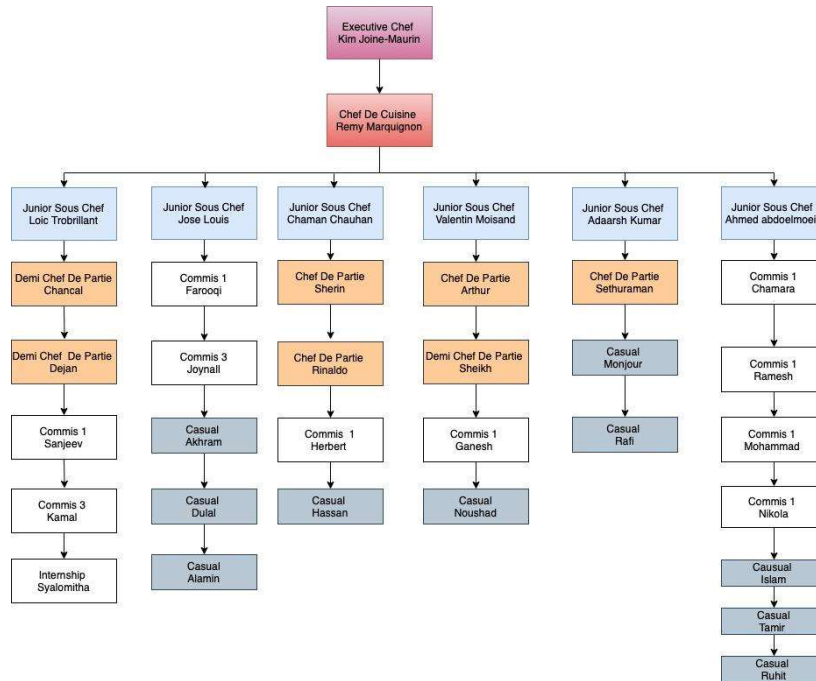 Executive Chef
Kim Joine-Maurin
Chef De Cuisine
Remy Marquignon
Junior Sous Chef
Loic Trobrillant
Junior Sous Chef
Jose Louis
Junior Sous Chef
Chaman Chauhan
Junior Sous Chef
Valentin Moisand
Junior Sous Chef
Adaarsh Kumar
Junior Sous Chef
Ahmed abdoelmoei
Demi Chef De Partie
Chancal
Commis 1
Farooqi
Chef De Partie
Sherin
Chef De Partie
Arthur
Chef De Partie
Sethuraman
Commis 1
Chamara
Demi Chef De Partie
Dejan
Commis 3
Joynall
Chef De Partie
Rinaldo
Demi Chef De Partie
Sheikh
Casual
Monjour
Commis 1
Ramesh
Commis 1
Sanjeev
Casual
Akhram
Commis 1
Herbert
Commis 1
Ganesh
Casual
Rafi
Commis 1
Mohammad
Commis 3
Kamal
Casual
Dulal
Casual
Hassan
Casual
Noushad
Commis 1
Nikola
Internship
Syalomitha
Casual
Alamin
Causual
Islam
Casual
Tamir
Casual
Ruhit